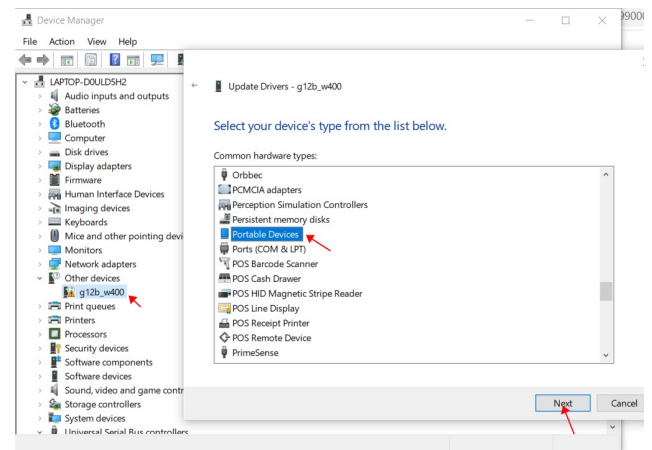 Device Manager
File Action View Help
LAPTOP-D0ULD5H2
Audio inputs and outputs
Batteries
Bluetooth
Computer
Disk drives
Display adapters
Firmware
Human Interface Devices
Imaging devices
Keyboards
Mice and other pointing devi
Monitors
Network adapters
Other devices
g12b_w400
Print queues
Printers
Processors
Security devices
Software components
Software devices
Sound, video and game contr
Storage controllers
System devices
Universal Serial Bus controllers
9900
Update Drivers - g12b_w400
Select your device's type from the list below.
Common hardware types:
Orbbec
PCMCIA adapters
Perception Simulation Controllers
Persistent memory disks
Portable Devices
Ports (COM & LPT)
POS Barcode Scanner
POS Cash Drawer
POS HID Magnetic Stripe Reader
POS Line Display
POS Receipt Printer
POS Remote Device
PrimeSense
Next Cancel